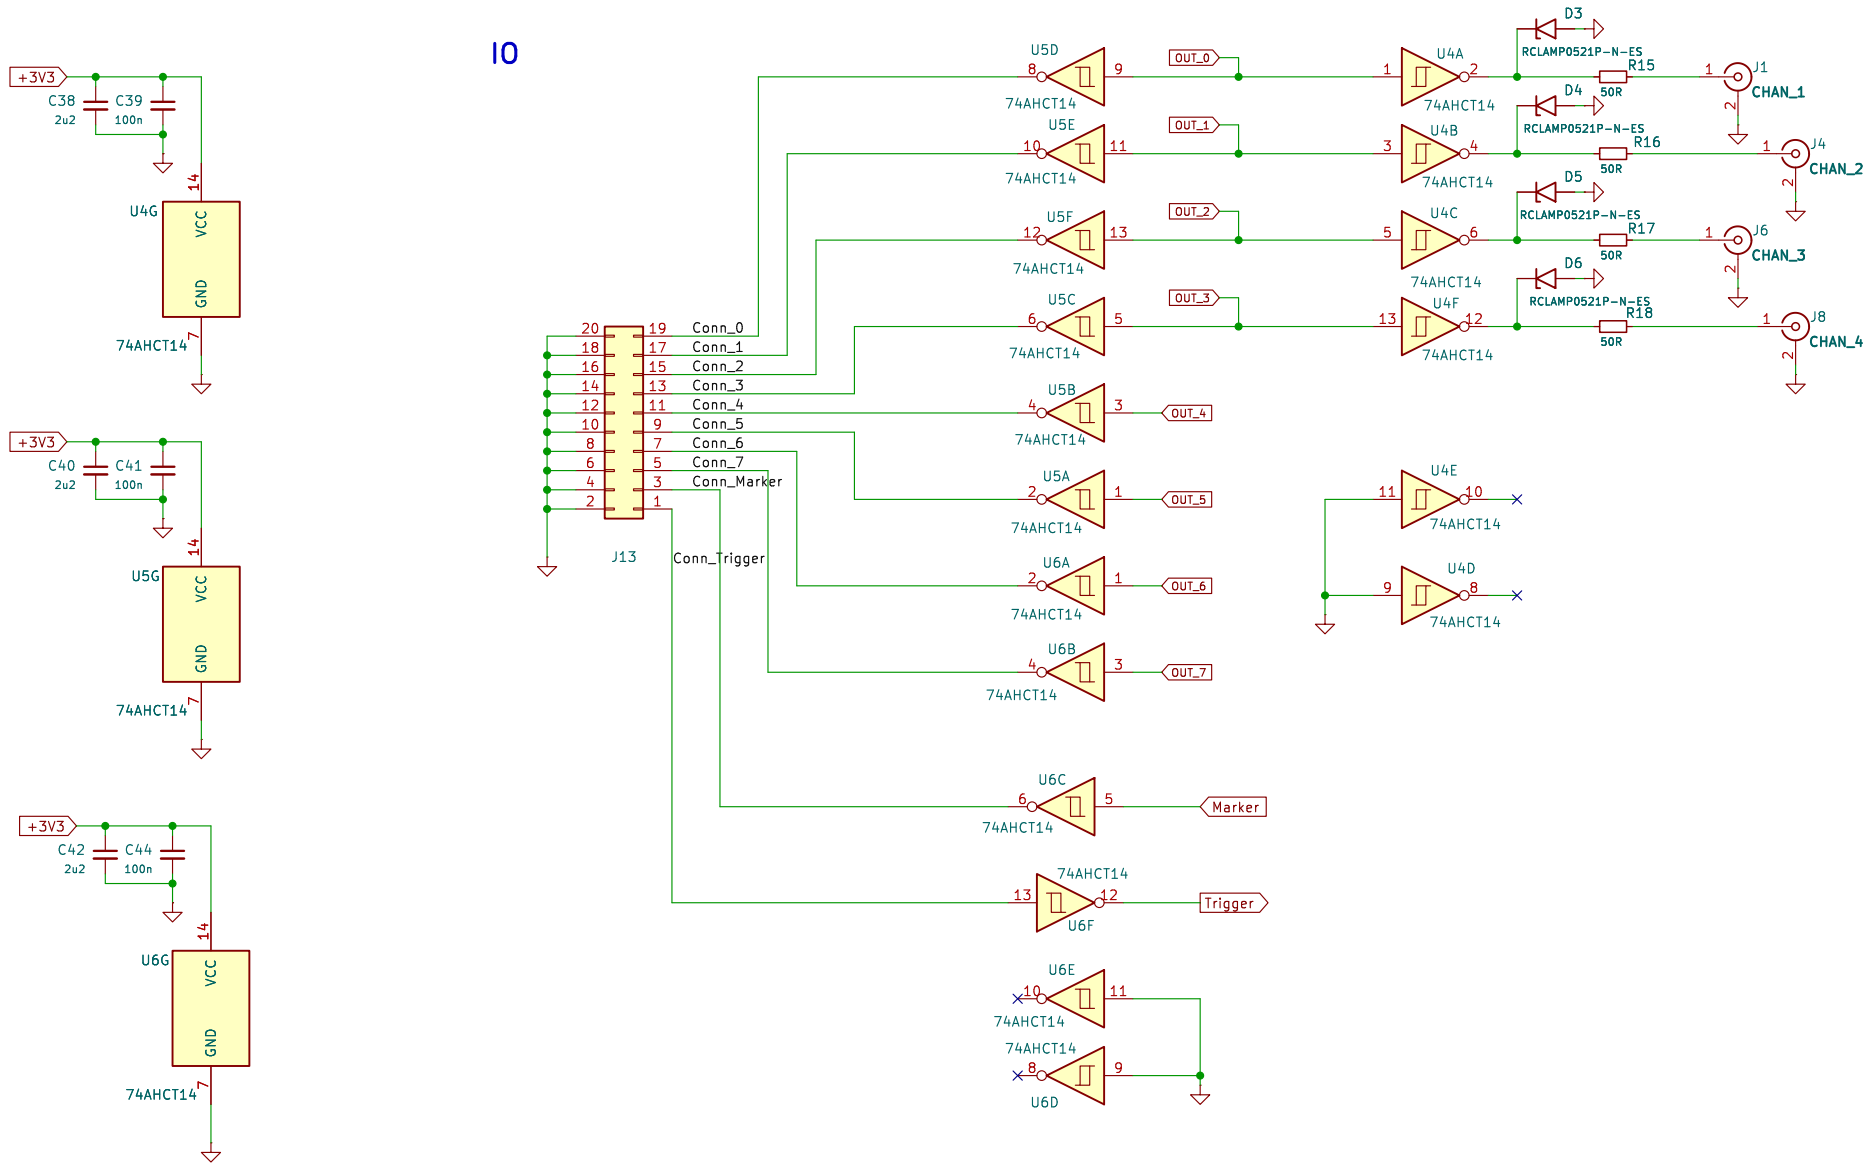 IO
+3V3
C38
2u2
C39
100n
14
U4G
VCC
GND
74AHCT14
7
+3V3
C40
2u2
C41
100n
14
U5G
VCC
GND
74AHCT14
7
+3V3
C42
2u2
C44
100n
14
U6G
VCC
GND
74AHCT14
7
20 19 Conn_0
18 17 Conn_1
16 15 Conn_2
14 13 Conn_3
12 11 Conn_4
10 9 Conn_5
8 7 Conn_6
6 5 Conn_7
4 3 Conn_Marker
2 1
J13
Conn_Trigger
U5D
8 9
74AHCT14
U5E
10 11
74AHCT14
U5F
12 13
74AHCT14
U5C
6 5
74AHCT14
U5B
4 3
74AHCT14
U5A
2 1
74AHCT14
U6A
2 1
74AHCT14
U6B
4 3
74AHCT14
U6C
6 5
74AHCT14
74AHCT14
13 12
U6F
U6E
10 11
74AHCT14
74AHCT14
8 9
U6D
OUT_0
OUT_1
OUT_2
OUT_3
OUT_4
OUT_5
OUT_6
OUT_7
Marker
Trigger
U4A
1 2
74AHCT14
U4B
3 4
74AHCT14
U4C
5 6
74AHCT14
U4F
13 12
74AHCT14
U4E
11 10
74AHCT14
U4D
9 8
74AHCT14
D3
RCLAMP0521P-N-ES
R15
50R
1 J1
CHAN_1
2
D4
RCLAMP0521P-N-ES
R16
50R
1 J4
CHAN_2
2
D5
RCLAMP0521P-N-ES
R17
50R
1 J6
CHAN_3
2
D6
RCLAMP0521P-N-ES
R18
50R
1 J8
CHAN_4
2